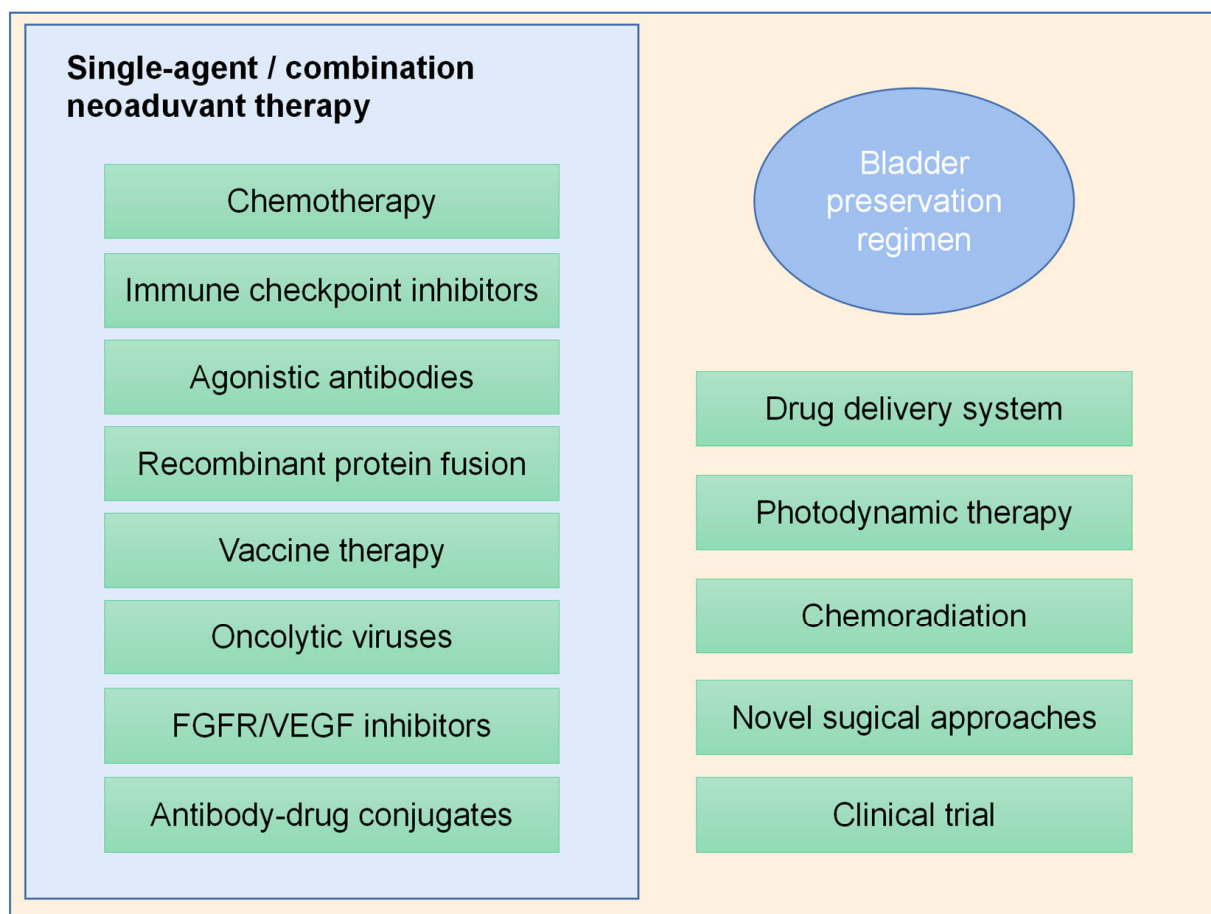 Single-agent / combination
neoaduvant therapy
Chemotherapy
Immune checkpoint inhibitors
Agonistic antibodies
Recombinant protein fusion
Vaccine therapy
Oncolytic viruses
FGFR/VEGF inhibitors
Antibody-drug conjugates
Bladder
preservation
regimen
Drug delivery system
Photodynamic therapy
Chemoradiation
Novel sugical approaches
Clinical trial